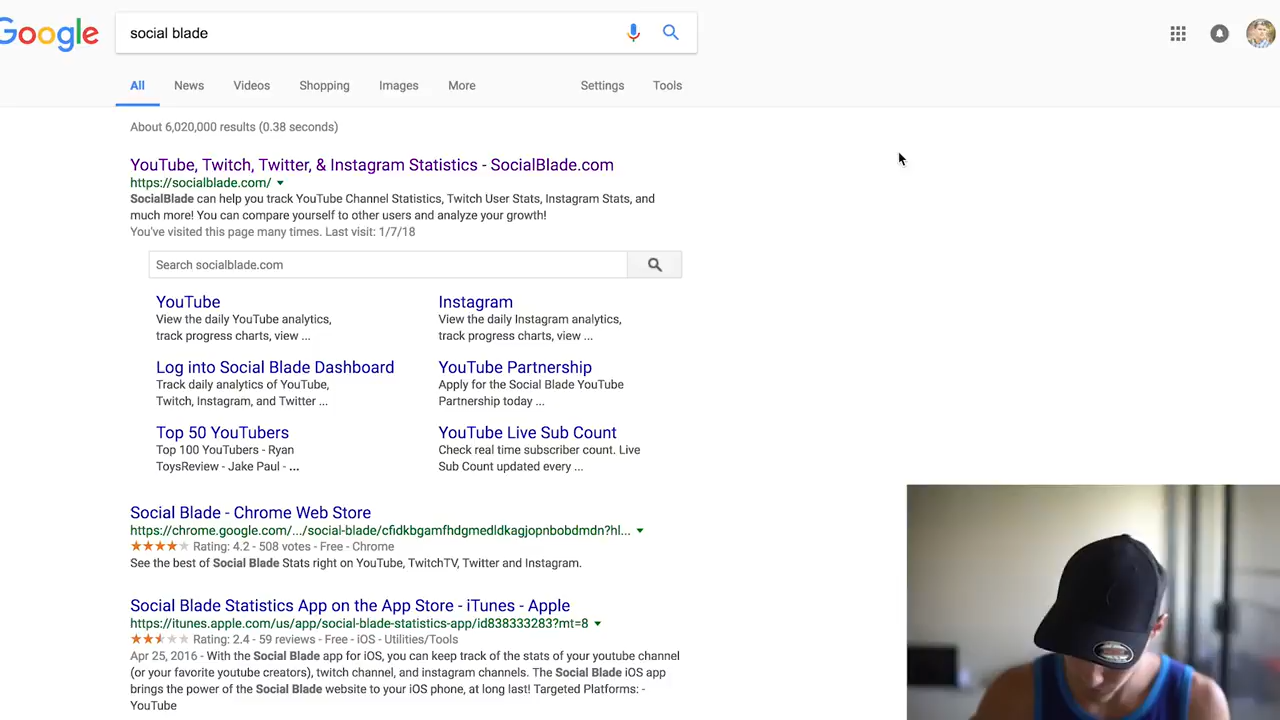 Google
social blade
All News Videos Shopping Images More Settings Tools
About 6,020,000 results (0.38 seconds)
YouTube, Twitch, Twitter, & Instagram Statistics - SocialBlade.com
https://socialblade.com/
SocialBlade can help you track YouTube Channel Statistics, Twitch User Stats, Instagram Stats, and
much more! You can compare yourself to other users and analyze your growth!
You've visited this page many times. Last visit: 1/7/18
Search socialblade.com
YouTube
View the daily YouTube analytics,
track progress charts, view ...
Instagram
View the daily Instagram analytics,
track progress charts, view ...
Log into Social Blade Dashboard
Track daily analytics of YouTube,
Twitch, Instagram, and Twitter ...
YouTube Partnership
Apply for the Social Blade YouTube
Partnership today ...
Top 50 YouTubers
Top 100 YouTubers - Ryan
ToysReview - Jake Paul - ...
YouTube Live Sub Count
Check real time subscriber count. Live
Sub Count updated every ...
Social Blade - Chrome Web Store
https://chrome.google.com/.../social-blade/cfidkbgamfhdgmedldkagjopnbobdmdn?hl...
Rating: 4.2 - 508 votes - Free - Chrome
See the best of Social Blade Stats right on YouTube, TwitchTV, Twitter and Instagram.
Social Blade Statistics App on the App Store - iTunes - Apple
https://itunes.apple.com/us/app/social-blade-statistics-app/id838333283?mt=8
Rating: 2.4 - 59 reviews - Free - iOS - Utilities/Tools
Apr 25, 2016 - With the Social Blade app for iOS, you can keep track of the stats of your youtube channel
(or your favorite youtube creators), twitch channel, and instagram channels. The Social Blade iOS app
brings the power of the Social Blade website to your iOS phone, at long last! Targeted Platforms: -
YouTube